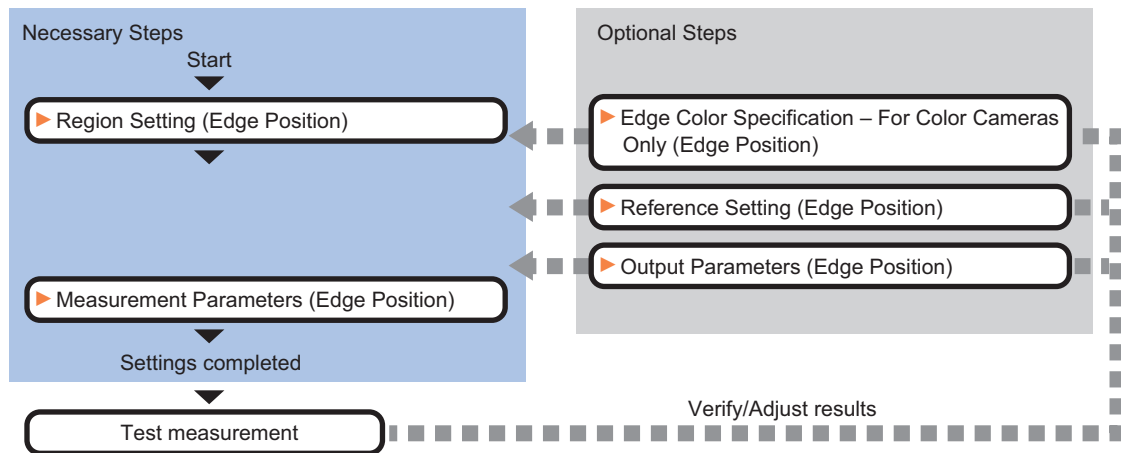 Necessary Steps
Start
Region Setting (Edge Position)
Measurement Parameters (Edge Position)
Settings completed
Test measurement
Optional Steps
Edge Color Specification – For Color Cameras
Only (Edge Position)
Reference Setting (Edge Position)
Output Parameters (Edge Position)
Verify/Adjust results